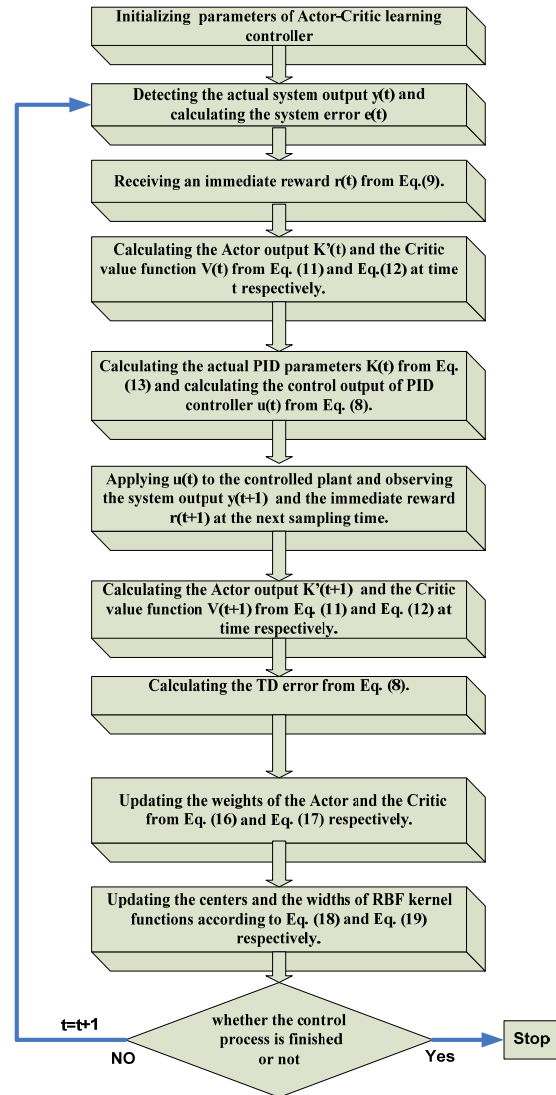 Initializing parameters of Actor-Critic learning
controller
Detecting the actual system output y(t) and
calculating the system error e(t)
Receiving an immediate reward r(t) from Eq.(9).
Calculating the Actor output K'(t) and the Critic
value function V(t) from Eq. (11) and Eq.(12) at time
t respectively.
Calculating the actual PID parameters K(t) from Eq.
(13) and calculating the control output of PID
controller u(t) from Eq. (8).
Applying u(t) to the controlled plant and observing
the system output y(t+1) and the immediate reward
r(t+1) at the next sampling time.
Calculating the Actor output K'(t+1) and the Critic
value function V(t+1) from Eq. (11) and Eq. (12) at
time respectively.
Calculating the TD error from Eq. (8).
Updating the weights of the Actor and the Critic
from Eq. (16) and Eq. (17) respectively.
Updating the centers and the widths of RBF kernel
functions according to Eq. (18) and Eq. (19)
respectively.
whether the control
process is finished
or not
t=t+1
NO
Yes
Stop